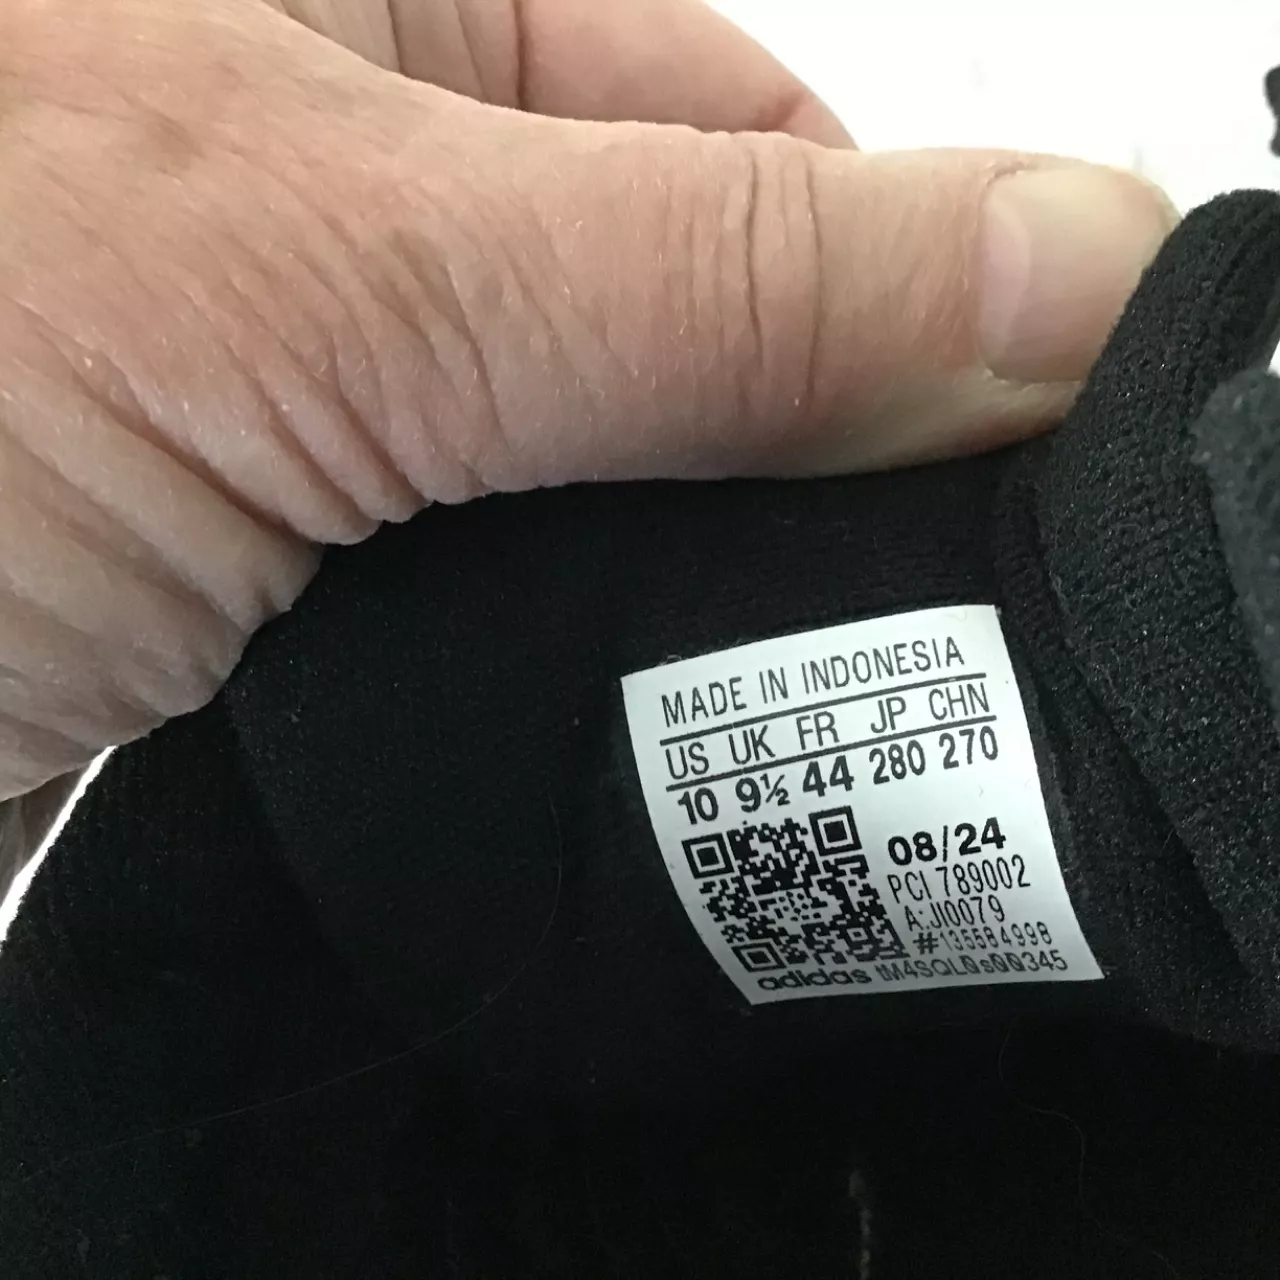 MADE IN INDONESIA
US UK FR JP CHN
10 9½ 44 280 270
08/24
PCI 789002
A:JI0079
#135584998
adidas tM4SQL0s00345